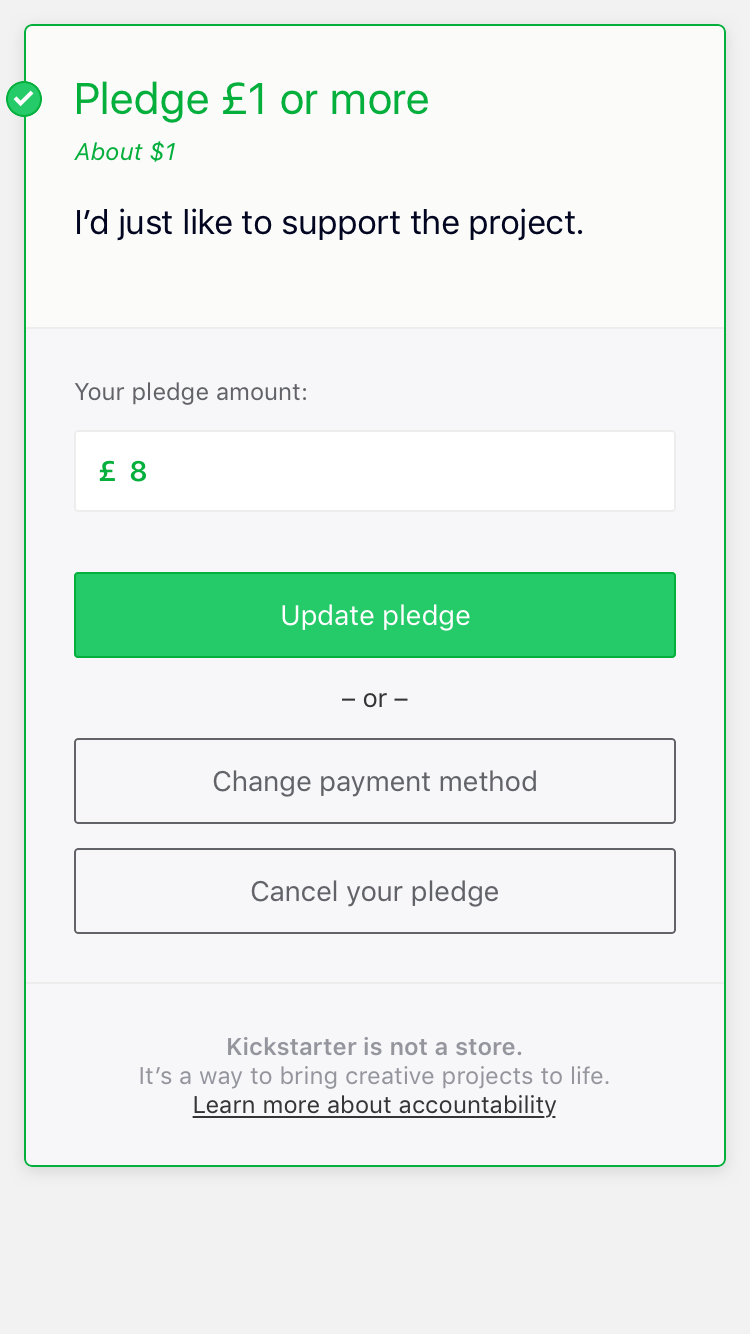 Pledge £1 or more
About $1
I’d just like to support the project.
Your pledge amount:
£ 8
Update pledge
– or –
Change payment method
Cancel your pledge
Kickstarter is not a store.
It’s a way to bring creative projects to life.
Learn more about accountability